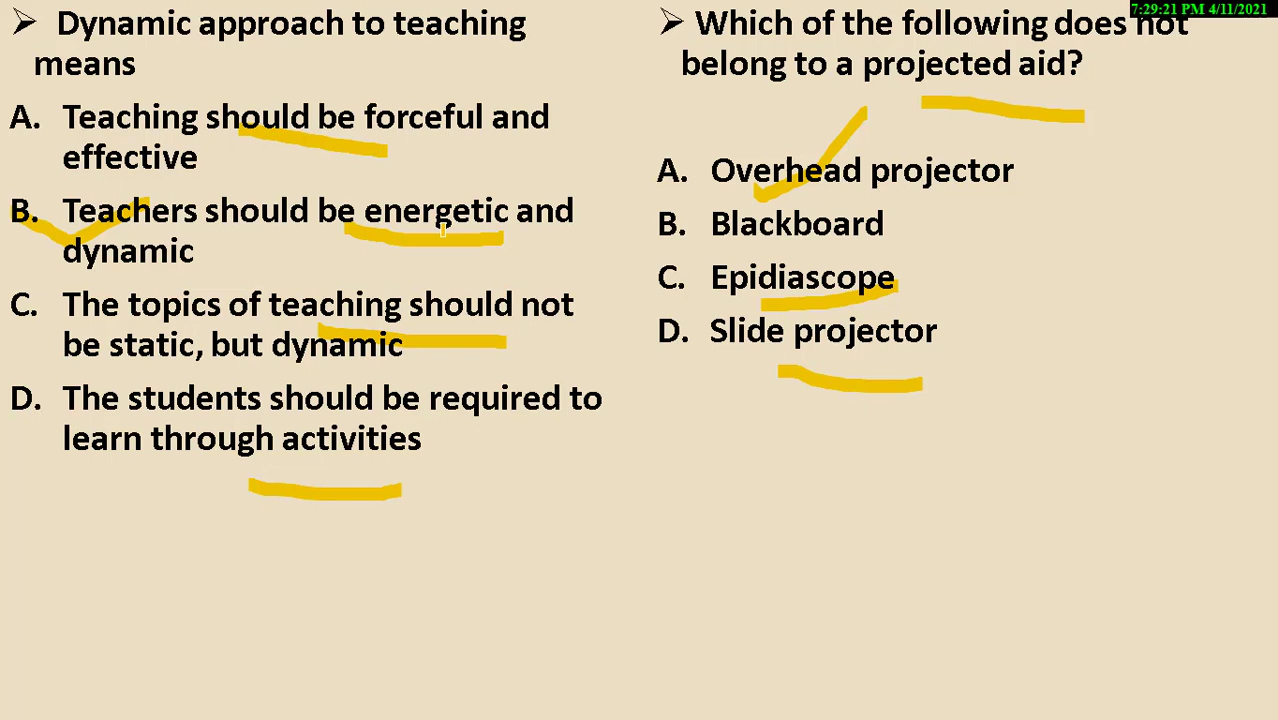 7:29:21 PM 4/11/2021
➢ Dynamic approach to teaching
means
A. Teaching should be forceful and
effective
B. Teachers should be energetic and
dynamic
C. The topics of teaching should not
be static, but dynamic
D. The students should be required to
learn through activities
➢ Which of the following does not
belong to a projected aid?
A. Overhead projector
B. Blackboard
C. Epidiascope
D. Slide projector